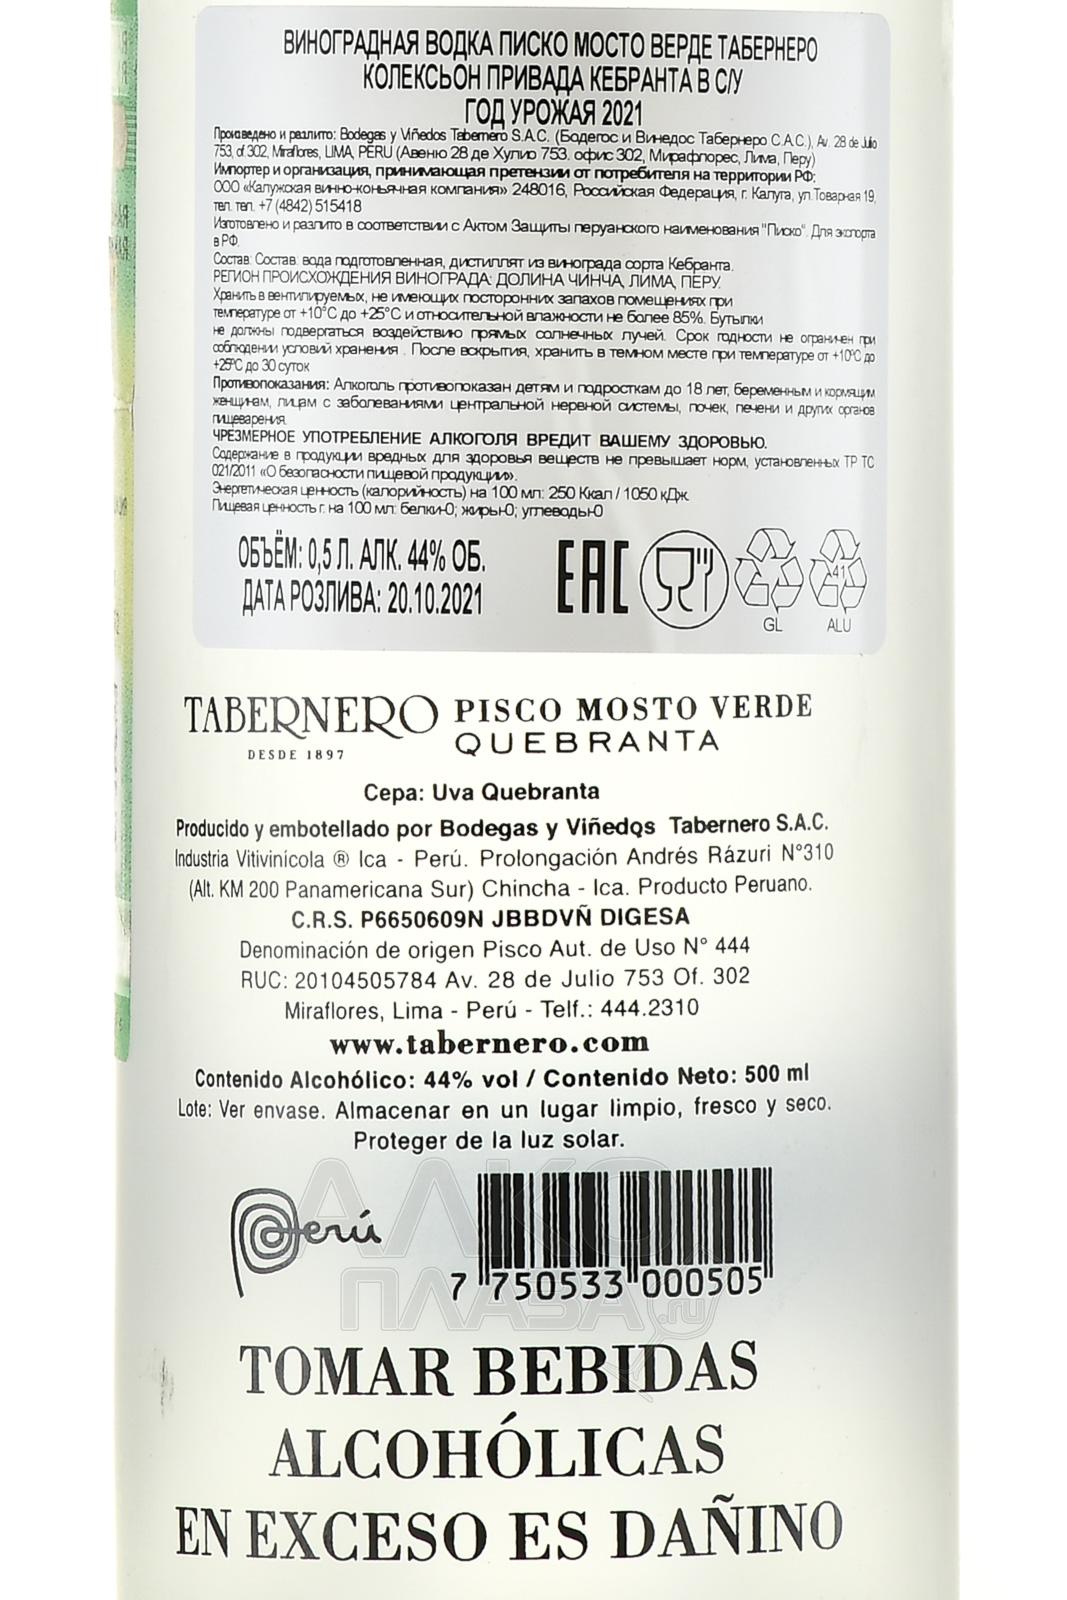 ВИНОГРАДНАЯ ВОДКА ПИСКО МОСТО ВЕРДЕ ТАБЕРНЕРО
КОЛЕКСЬОН ПРИВАДА КЕБРАНТА В С/У
ГОД УРОЖАЯ 2021
Произведено и разлито: Bodegas y Viñedos Tabernero S.A.C. (Бодегос и Винедос Табернеро С.А.С.), Av. 28 de Julio
753, of.302, Miraflores, LIMA, PERU (Авеню 28 де Хулио 753. офис 302, Мирафлорес, Лима, Перу)
Импортер и организация, принимающая претензии от потребителя на территории РФ:
ООО «Калужская винно-коньячная компания» 248016, Российская Федерация, г. Калуга, ул.Товарная 19,
тел. тел. +7 (4842) 515418
Изготовлено и разлито в соответствии с Актом Защиты перуанского наименования "Писко". Для экспорта
в РФ.
Состав: Состав: вода подготовленная, дистиллят из винограда сорта Кебранта.
РЕГИОН ПРОИСХОЖДЕНИЯ ВИНОГРАДА: ДОЛИНА ЧИНЧА, ЛИМА, ПЕРУ.
Хранить в вентилируемых, не имеющих посторонних запахов помещениях при
температуре от +10°С до +25°С и относительной влажности не более 85%. Бутылки
не должны подвергаться воздействию прямых солнечных лучей. Срок годности не ограничен при
соблюдении условий хранения . После вскрытия, хранить в темном месте при температуре от +10°С до
+25°С до 30 суток
Противопоказания: Алкоголь противопоказан детям и подросткам до 18 лет, беременным и кормящим
женщинам, лицам с заболеваниями центральной нервной системы, почек, печени и других органов
пищеварения.
ЧРЕЗМЕРНОЕ УПОТРЕБЛЕНИЕ АЛКОГОЛЯ ВРЕДИТ ВАШЕМУ ЗДОРОВЬЮ.
Содержание в продукции вредных для здоровья веществ не превышает норм, установленных ТР ТС
021/2011 «О безопасности пищевой продукции».
Энергетическая ценность (калорийность) на 100 мл: 250 Ккал / 1050 кДж.
Пищевая ценность г. на 100 мл: белки-0; жиры-0; углеводы-0
ОБЪЁМ: 0,5 Л. АЛК. 44% ОБ.
ДАТА РОЗЛИВА: 20.10.2021
EAC
41
GL ALU
TABERNERO PISCO MOSTO VERDE
DESDE 1897 QUEBRANTA
Cepa: Uva Quebranta
Producido y embotellado por Bodegas y Viñedos Tabernero S.A.C.
Industria Vitivinícola ® Ica - Perú. Prolongación Andrés Rázuri N°310
(Alt. KM 200 Panamericana Sur) Chincha - Ica. Producto Peruano.
C.R.S. P6650609N JBBDVÑ DIGESA
Denominación de origen Pisco Aut. de Uso N° 444
RUC: 20104505784 Av. 28 de Julio 753 Of. 302
Miraflores, Lima - Perú - Telf.: 444.2310
www.tabernero.com
Contenido Alcohólico: 44% vol / Contenido Neto: 500 ml
Lote: Ver envase. Almacenar en un lugar limpio, fresco y seco.
Proteger de la luz solar.
Perú
АЛКО
ПЛАЗА.ru
7 750533 000505
TOMAR BEBIDAS
ALCOHÓLICAS
EN EXCESO ES DAÑINO